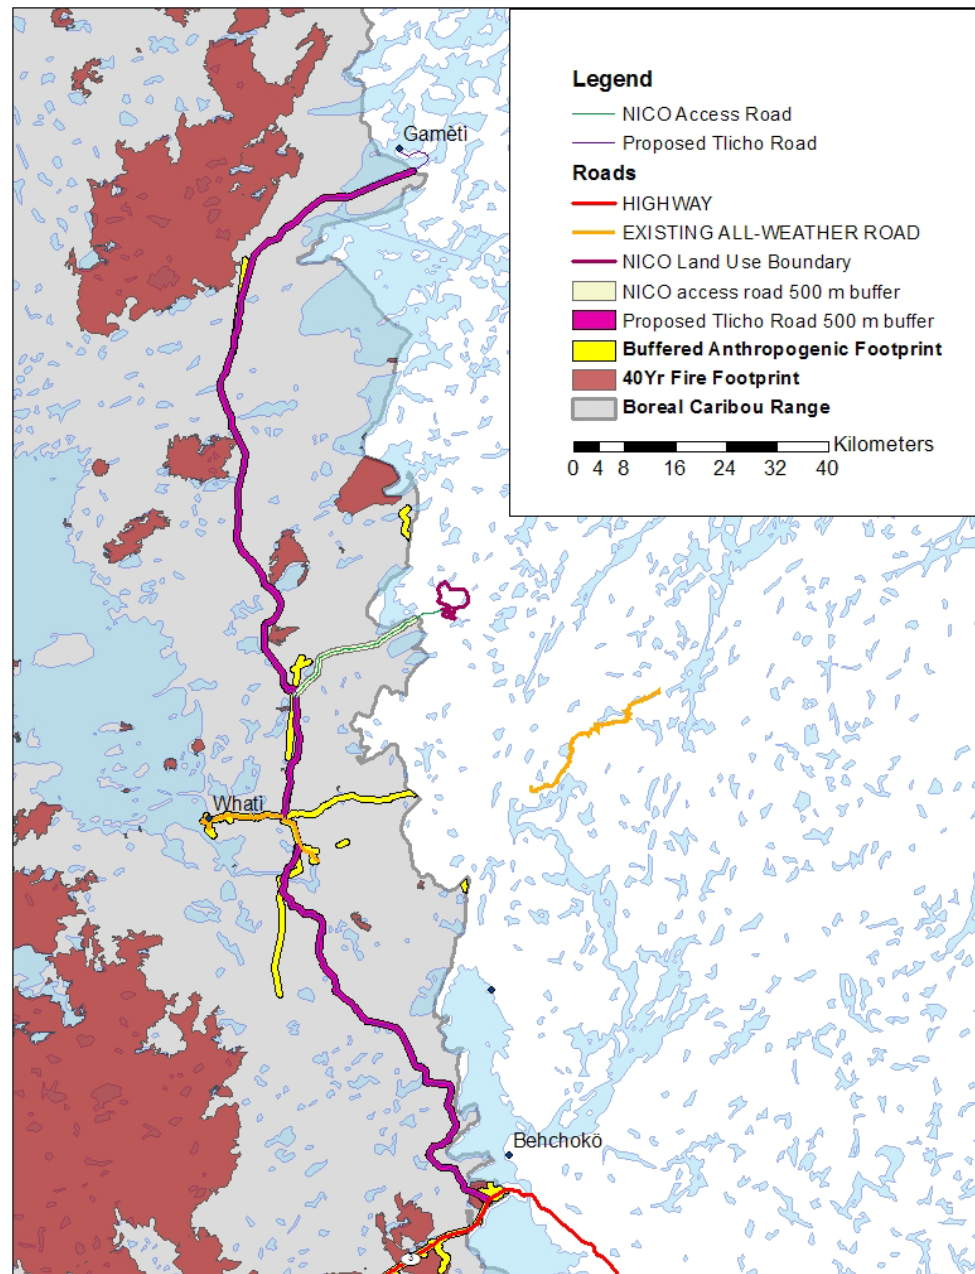 Gamètì
Legend
NICO Access Road
Proposed Tlicho Road
Roads
HIGHWAY
EXISTING ALL-WEATHER ROAD
NICO Land Use Boundary
NICO access road 500 m buffer
Proposed Tlicho Road 500 m buffer
Buffered Anthropogenic Footprint
40Yr Fire Footprint
Boreal Caribou Range
Kilometers
0 4 8 16 24 32 40
Whatì
Behchokö
3